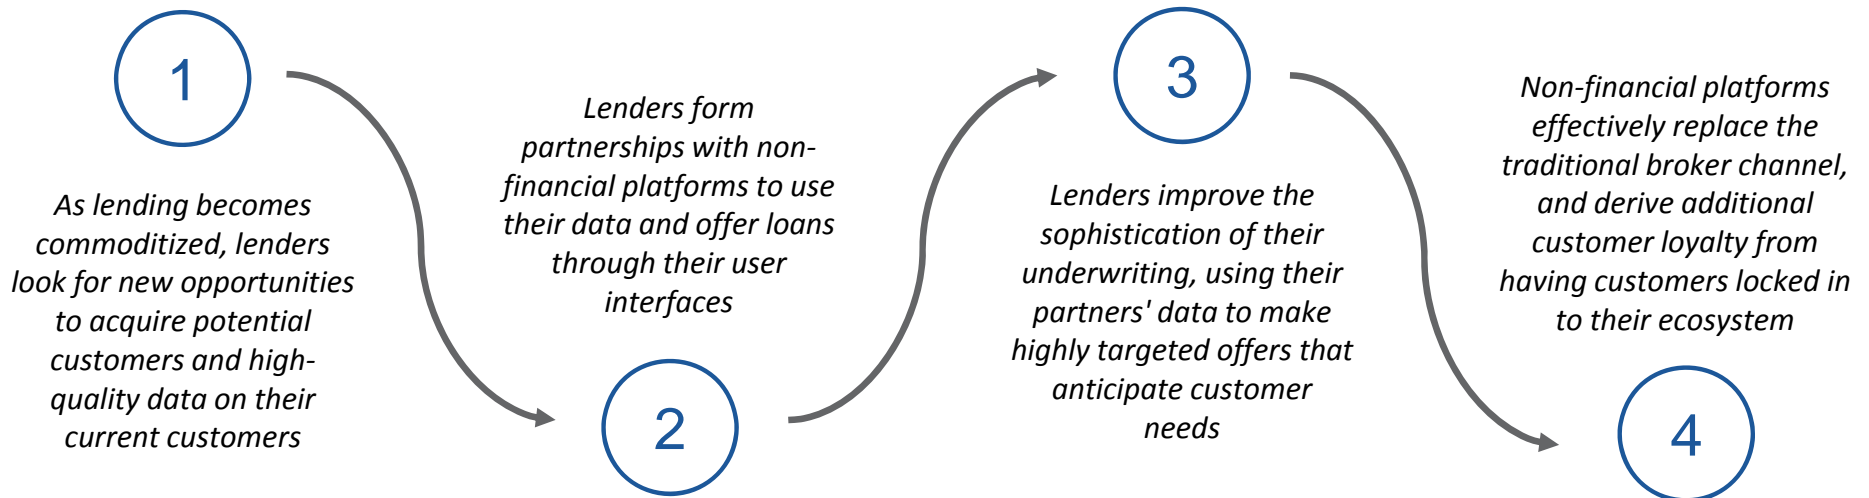 1
As lending becomes
commoditized, lenders
look for new opportunities
to acquire potential
customers and high-
quality data on their
current customers
Lenders form
partnerships with non-
financial platforms to use
their data and offer loans
through their user
interfaces
2
3
Lenders improve the
sophistication of their
underwriting, using their
partners' data to make
highly targeted offers that
anticipate customer
needs
Non-financial platforms
effectively replace the
traditional broker channel,
and derive additional
customer loyalty from
having customers locked in
to their ecosystem
4